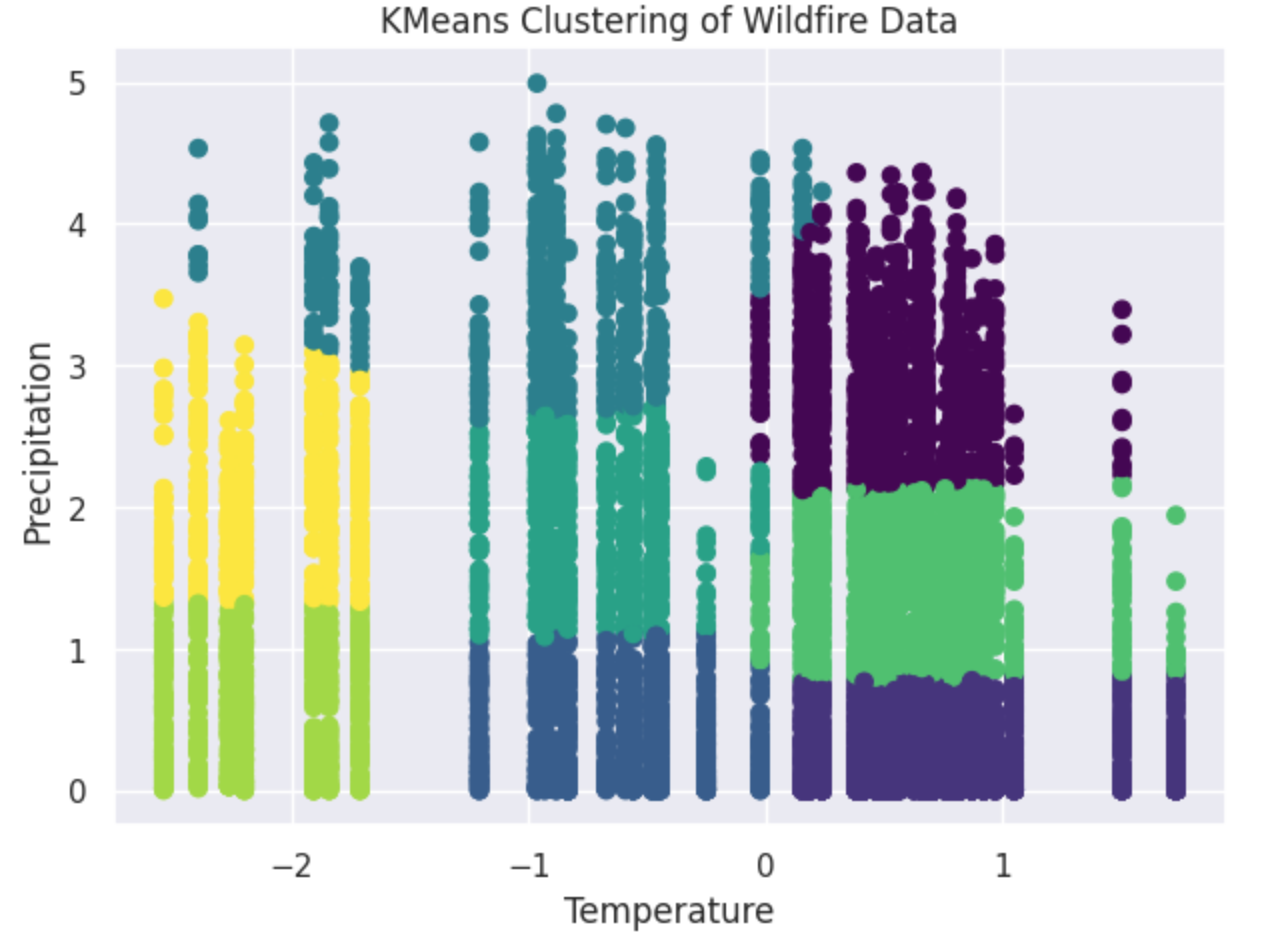 KMeans Clustering of Wildfire Data
5
4
3
2
1
0
Precipitation
−2 −1 0 1
Temperature